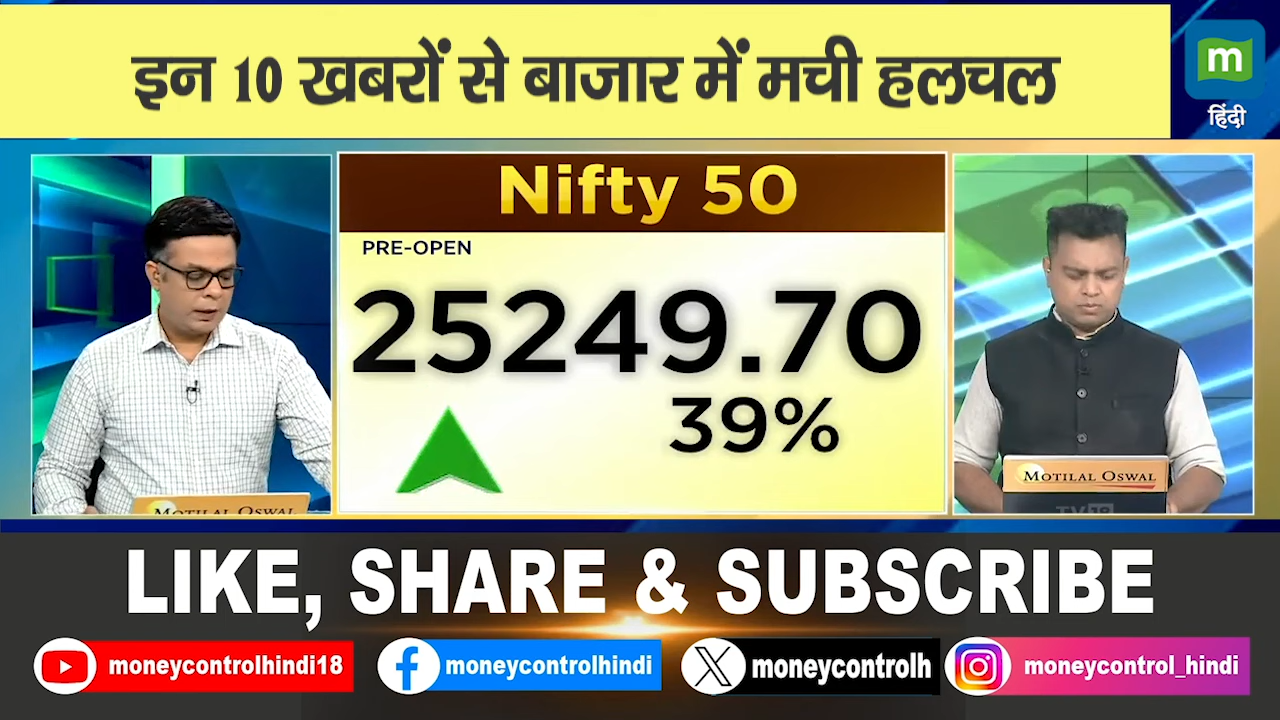 इन 10 खबरों से बाजार में मची हलचल
m
हिंदी
Nifty 50
PRE-OPEN
25249.70
39%
MOTILAL OSWAL
MOTILAL OSWAL
TV18
LIKE, SHARE & SUBSCRIBE
moneycontrolhindi18
moneycontrolhindi
moneycontrolh
moneycontrol_hindi